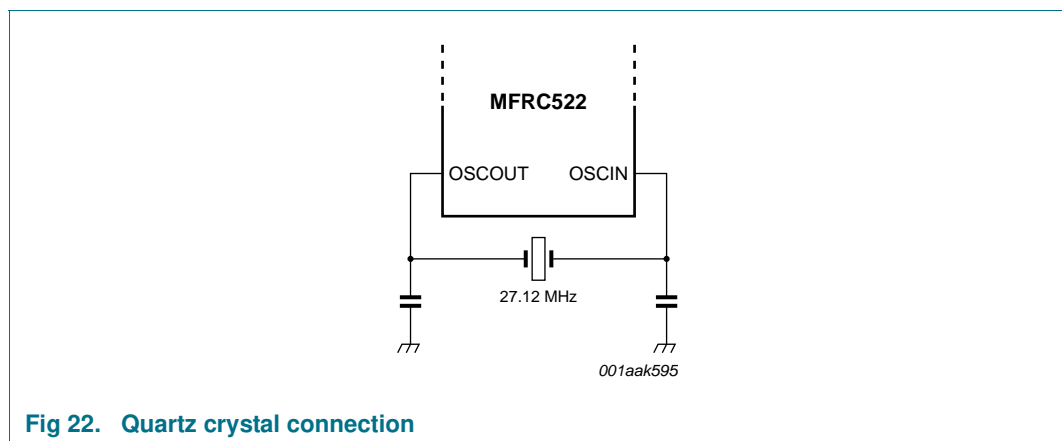 MFRC522
OSCOUT OSCIN
27.12 MHz
001aak595
Fig 22. Quartz crystal connection